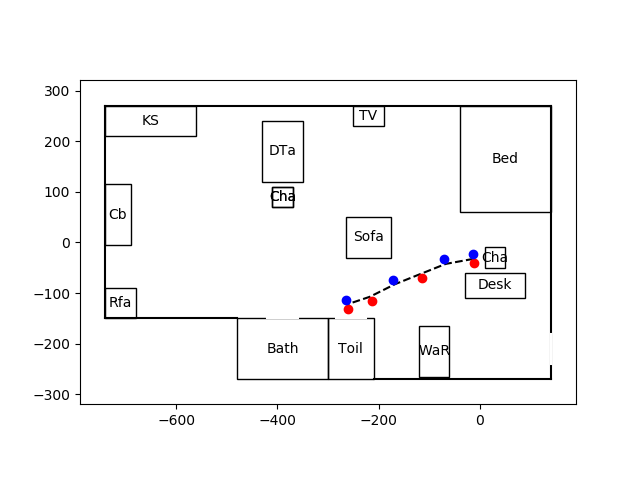 300
200
100
0
−100
−200
−300
−600
−400
−200
0
KS
TV
DTa
Bed
Cha
Cb
Sofa
Cha
Desk
Rfa
Bath
Toil
WaR